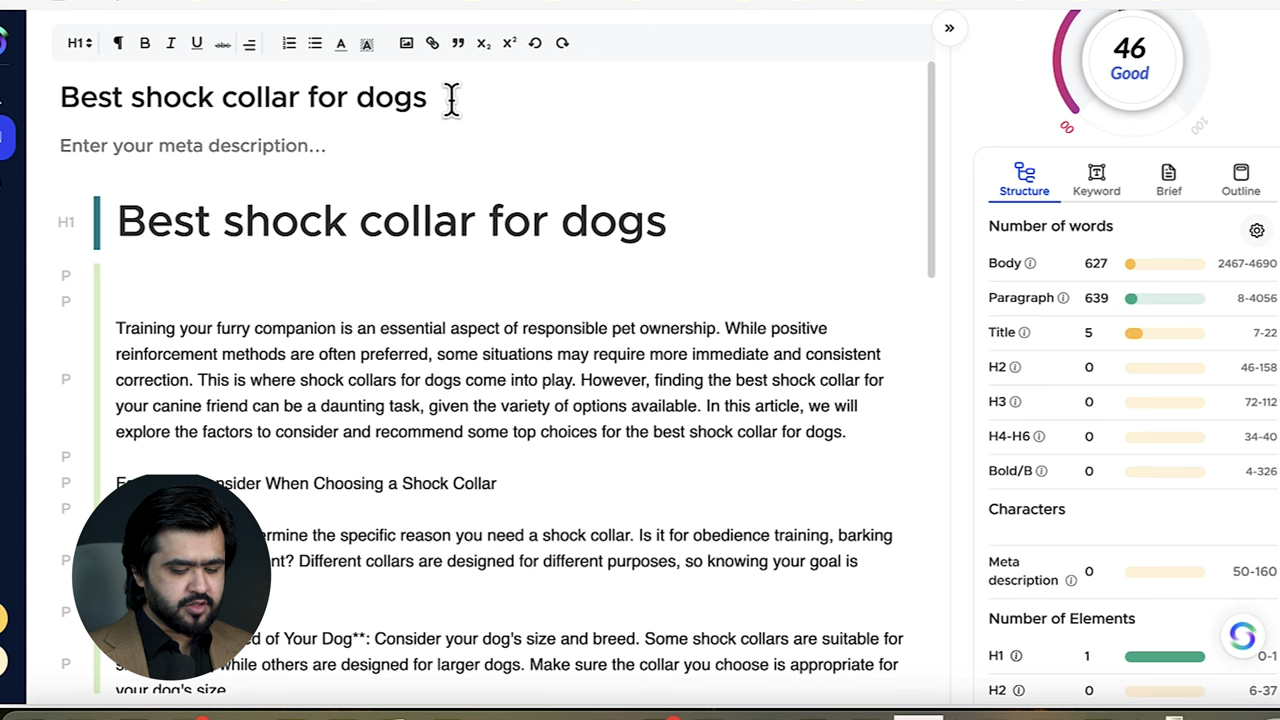 H1
B I U abc A A X₂ X²
Best shock collar for dogs
Enter your meta description...
H1 Best shock collar for dogs
P
P
Training your furry companion is an essential aspect of responsible pet ownership. While positive
reinforcement methods are often preferred, some situations may require more immediate and consistent
P correction. This is where shock collars for dogs come into play. However, finding the best shock collar for
your canine friend can be a daunting task, given the variety of options available. In this article, we will
explore the factors to consider and recommend some top choices for the best shock collar for dogs.
P
P When Choosing a Shock Collar
P
the specific reason you need a shock collar. Is it for obedience training, barking
P Different collars are designed for different purposes, so knowing your goal is
P
of Your Dog**: Consider your dog's size and breed. Some shock collars are suitable for
P while others are designed for larger dogs. Make sure the collar you choose is appropriate for
your dog's size
46
Good
00
100
Structure Keyword Brief Outline
Number of words
Body 627 2467-4690
Paragraph 639 8-4056
Title 5 7-22
H2 0 46-158
H3 0 72-112
H4-H6 0 34-40
Bold/B 0 4-326
Characters
Meta
description 0 50-160
Number of Elements
H1 1 0-1
H2 0 6-37